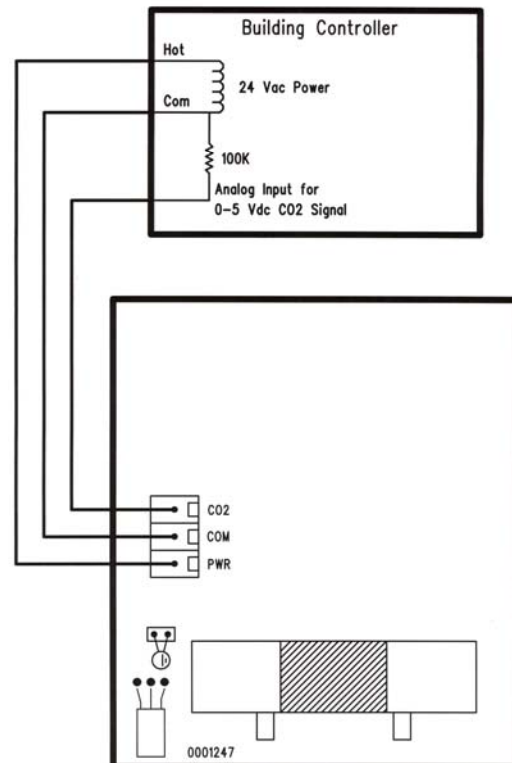 Building Controller
Hot
24 Vac Power
Com
100K
Analog Input for
0-5 Vdc CO2 Signal
CO2
COM
PWR
0001247